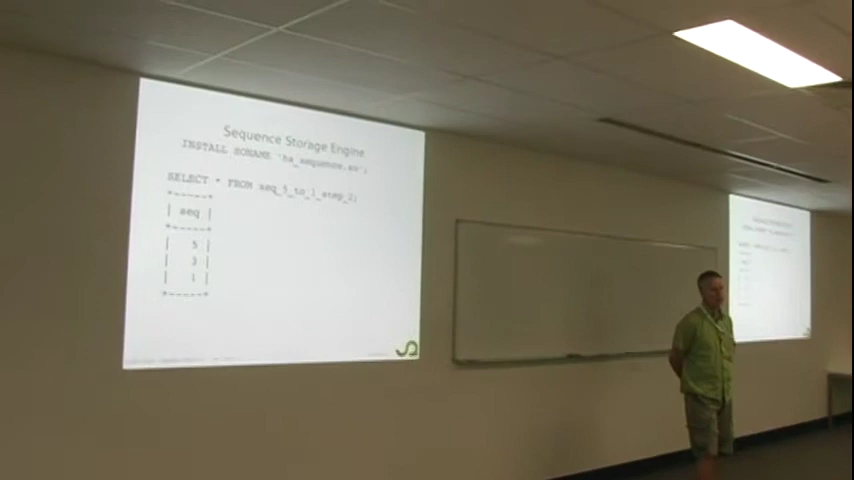 Sequence Storage Engine
INSTALL SONAME 'ha_sequence.so';
SELECT * FROM seq_5_to_1_step_2;
+-----+
| seq |
+-----+
| 5 |
| 3 |
| 1 |
+-----+